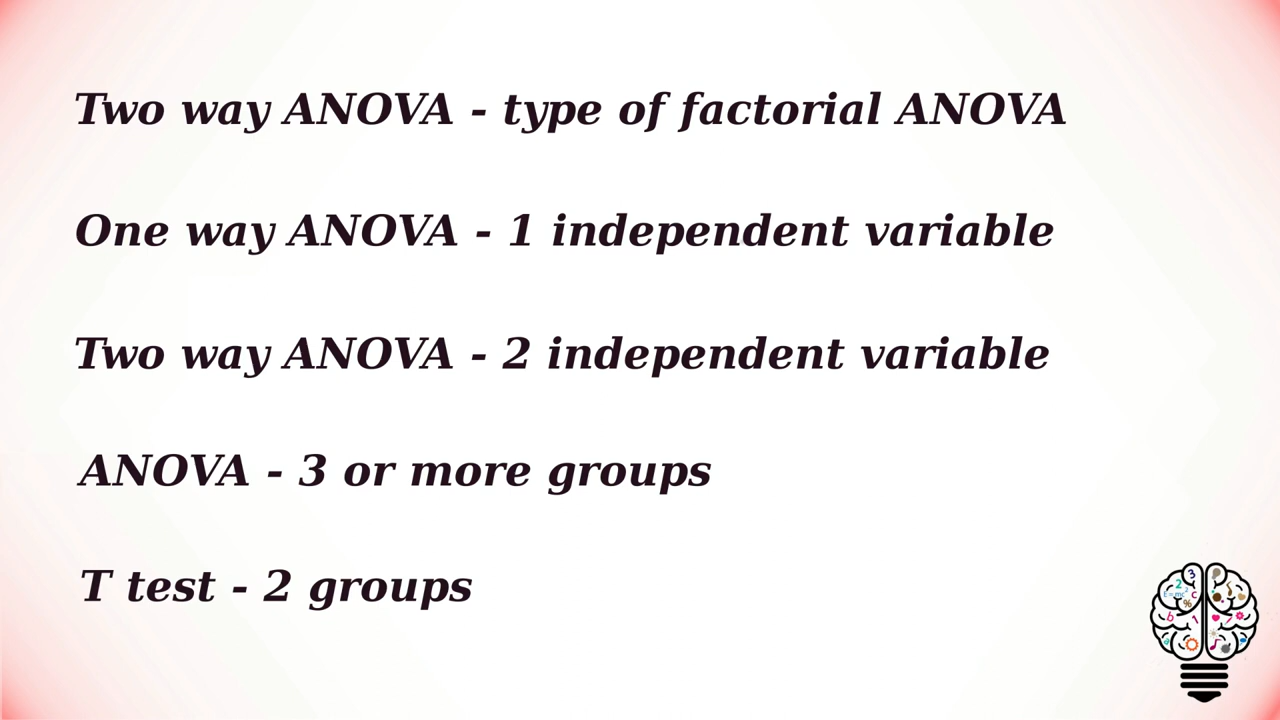 Two way ANOVA - type of factorial ANOVA
One way ANOVA - 1 independent variable
Two way ANOVA - 2 independent variable
ANOVA - 3 or more groups
T test - 2 groups